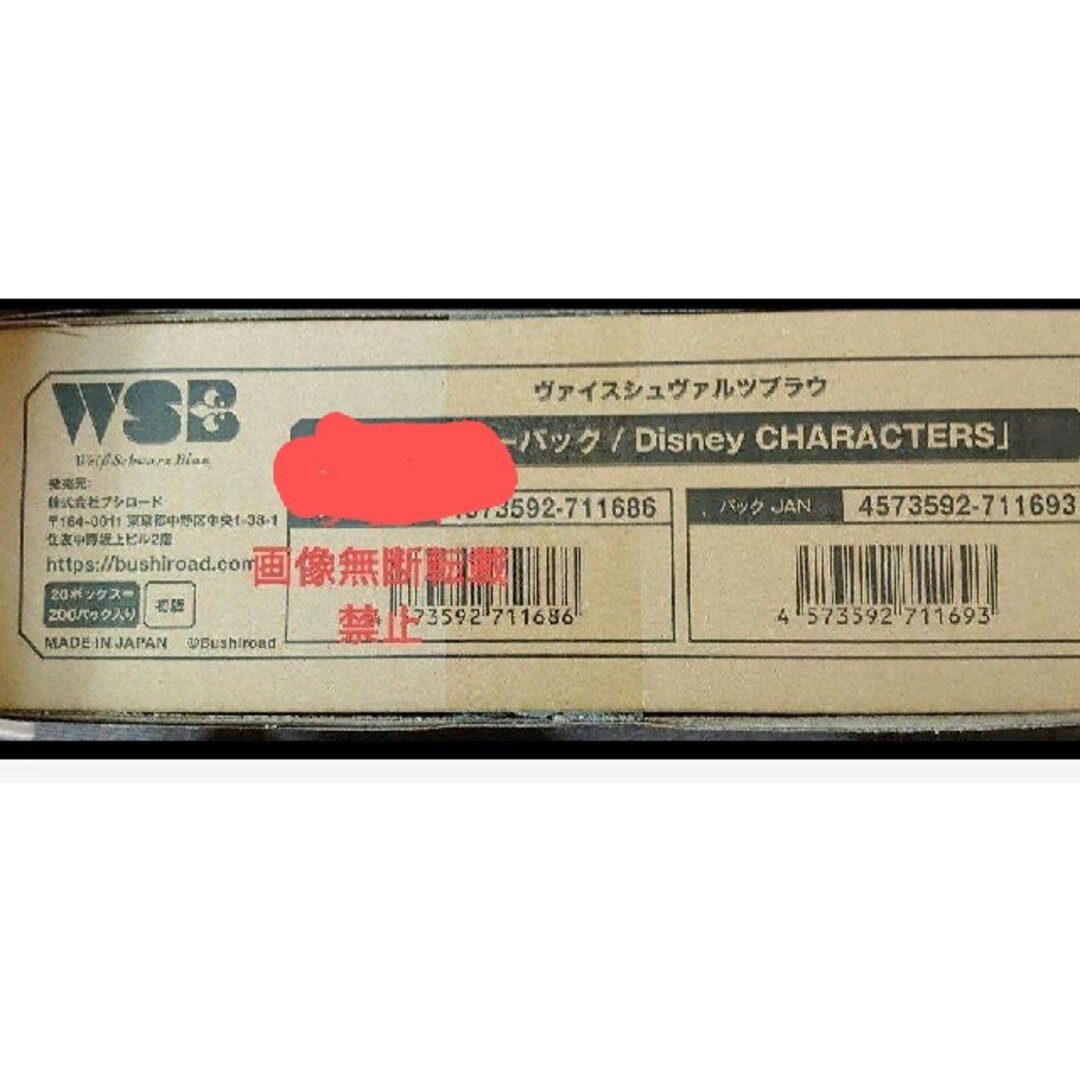 WSB
Weiß Schwarz Blau
ヴァイスシュヴァルツブラウ
ーパック / Disney CHARACTERS」
発売元:
株式会社ブシロード
〒164-0011 東京都中野区中央1-38-1
住友中野坂上ビル2階
https://bushiroad.com
20ボックス=
200パック入り
初版
MADE IN JAPAN ©Bushiroad
573592-711686
73592 711686
パック JAN 4573592-711693
4 573592 711693
画像無断転載
禁止